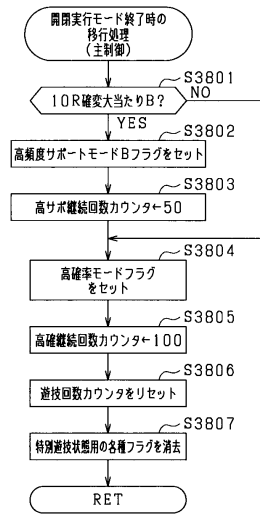 開閉実行モード終了時の
移行処理
(主制御)
S3801
10R確変大当たりB?
NO
YES
S3802
高頻度サポートモードBフラグをセット
S3803
高サポ継続回数カウンタ←50
S3804
高確率モードフラグ
をセット
S3805
高確継続回数カウンタ←100
S3806
遊技回数カウンタをリセット
S3807
特別遊技状態用の各種フラグを消去
RET